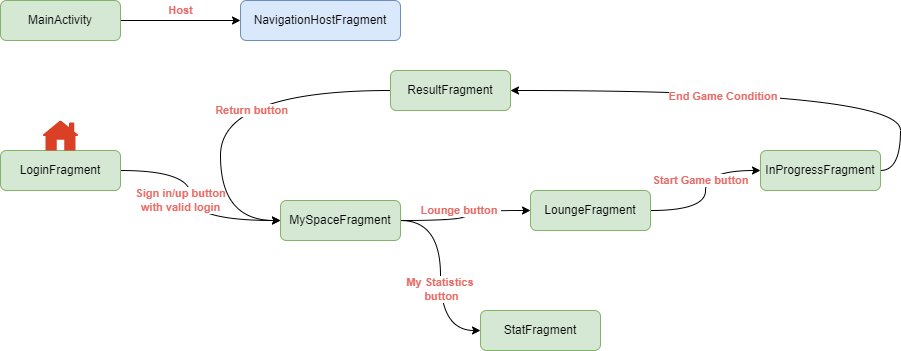 MainActivity
Host
NavigationHostFragment
ResultFragment
Return button
End Game Condition
LoginFragment
Sign in/up button
with valid login
MySpaceFragment
Lounge button
LoungeFragment
Start Game button
InProgressFragment
My Statistics
button
StatFragment